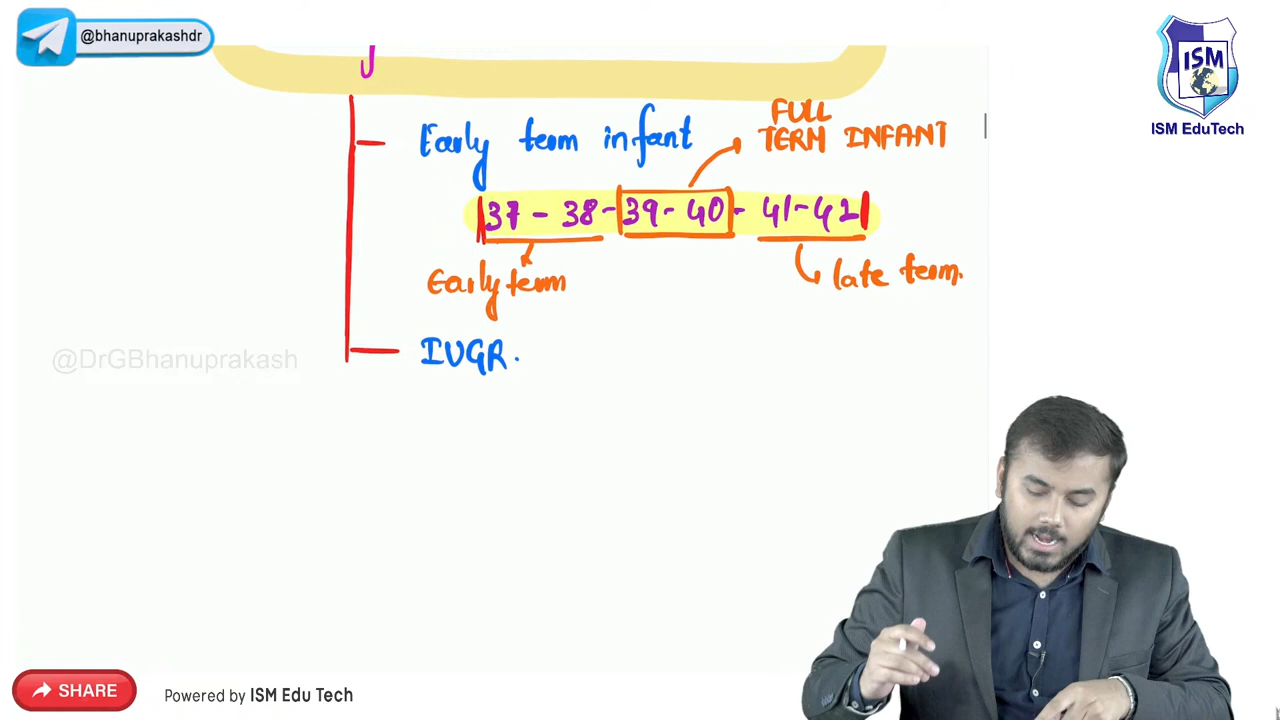 @bhanuprakashdr
ISM
ISM EduTech
FULL
Early term infant
TERM INFANT
37 - 38 - 39 - 40 - 41 - 42
Early term
late term.
IUGR.
@DrGBhanuprakash
SHARE
Powered by ISM Edu Tech